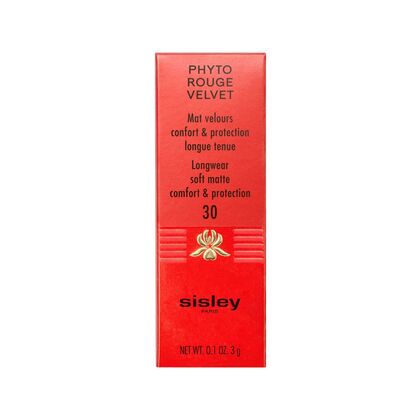 PHYTO
ROUGE
VELVET
Mat velours
confort & protection
longue tenue
Longwear
soft matte
comfort & protection
30
sisley
PARIS
NET WT. 0.1 OZ. 3 g